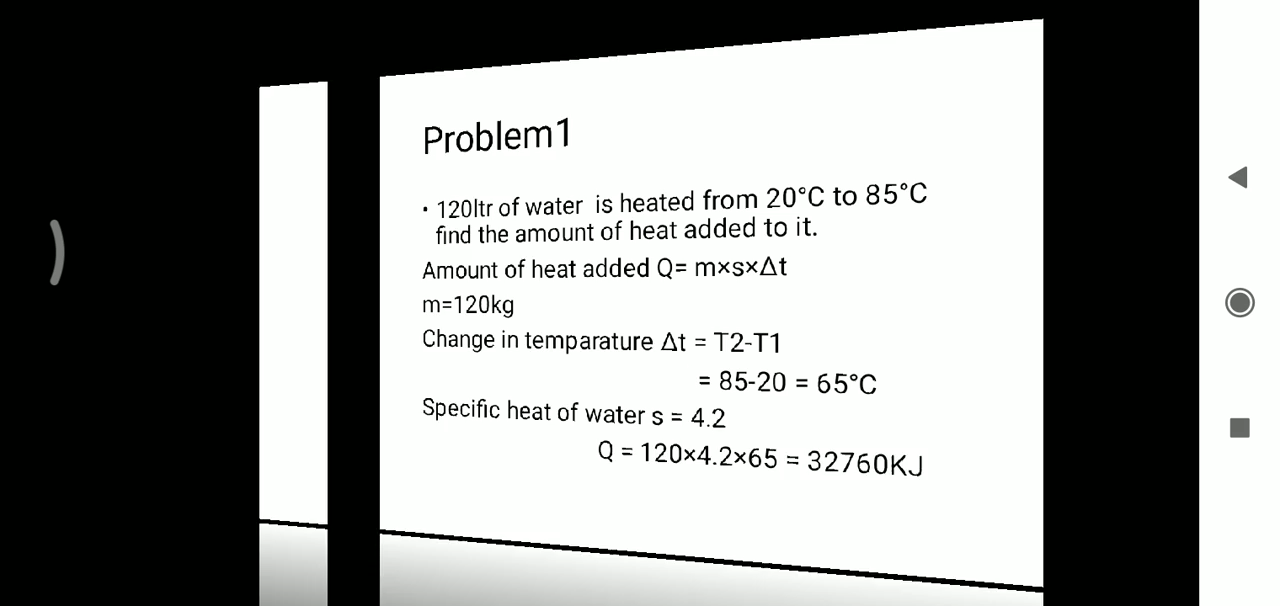 Problem1
• 120ltr of water is heated from 20°C to 85°C
find the amount of heat added to it.
Amount of heat added Q= m×s×Δt
m=120kg
Change in temparature Δt = T2-T1
= 85-20 = 65°C
Specific heat of water s = 4.2
Q = 120×4.2×65 = 32760KJ